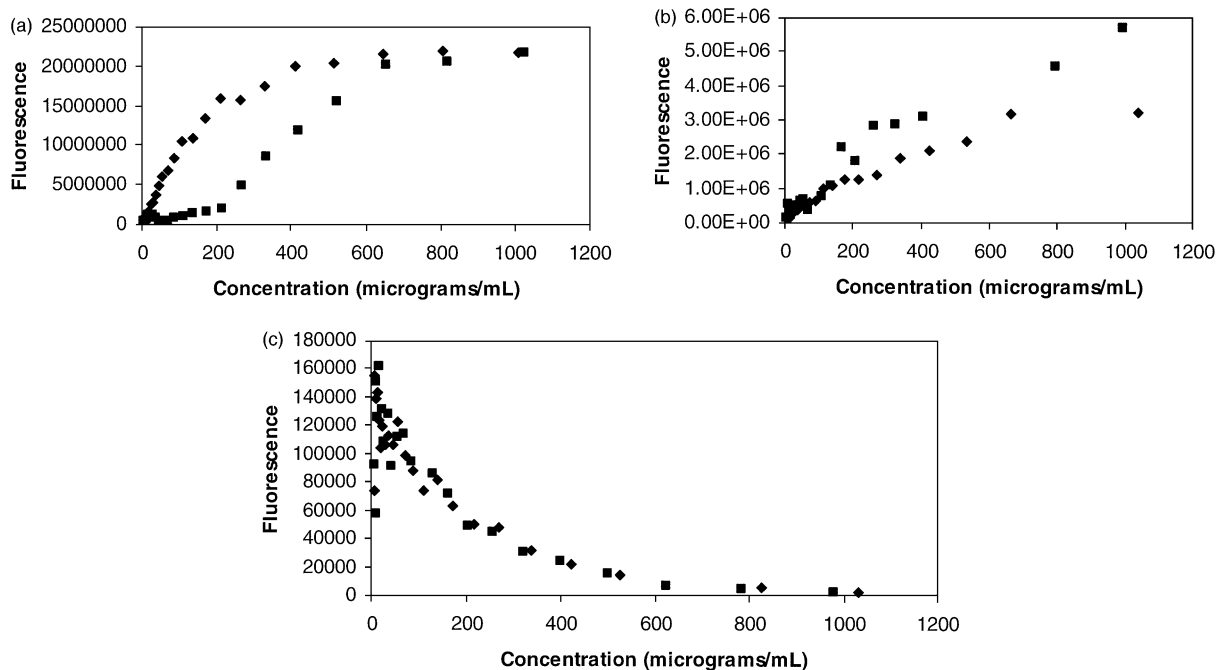 (a)
25000000
20000000
15000000
10000000
5000000
0
Fluorescence
0 200 400 600 800 1000 1200
Concentration (micrograms/mL)
(b)
6.00E+06
5.00E+06
4.00E+06
3.00E+06
2.00E+06
1.00E+06
0.00E+00
Fluorescence
0 200 400 600 800 1000 1200
Concentration (micrograms/mL)
(c)
180000
160000
140000
120000
100000
80000
60000
40000
20000
0
Fluorescence
0 200 400 600 800 1000 1200
Concentration (micrograms/mL)